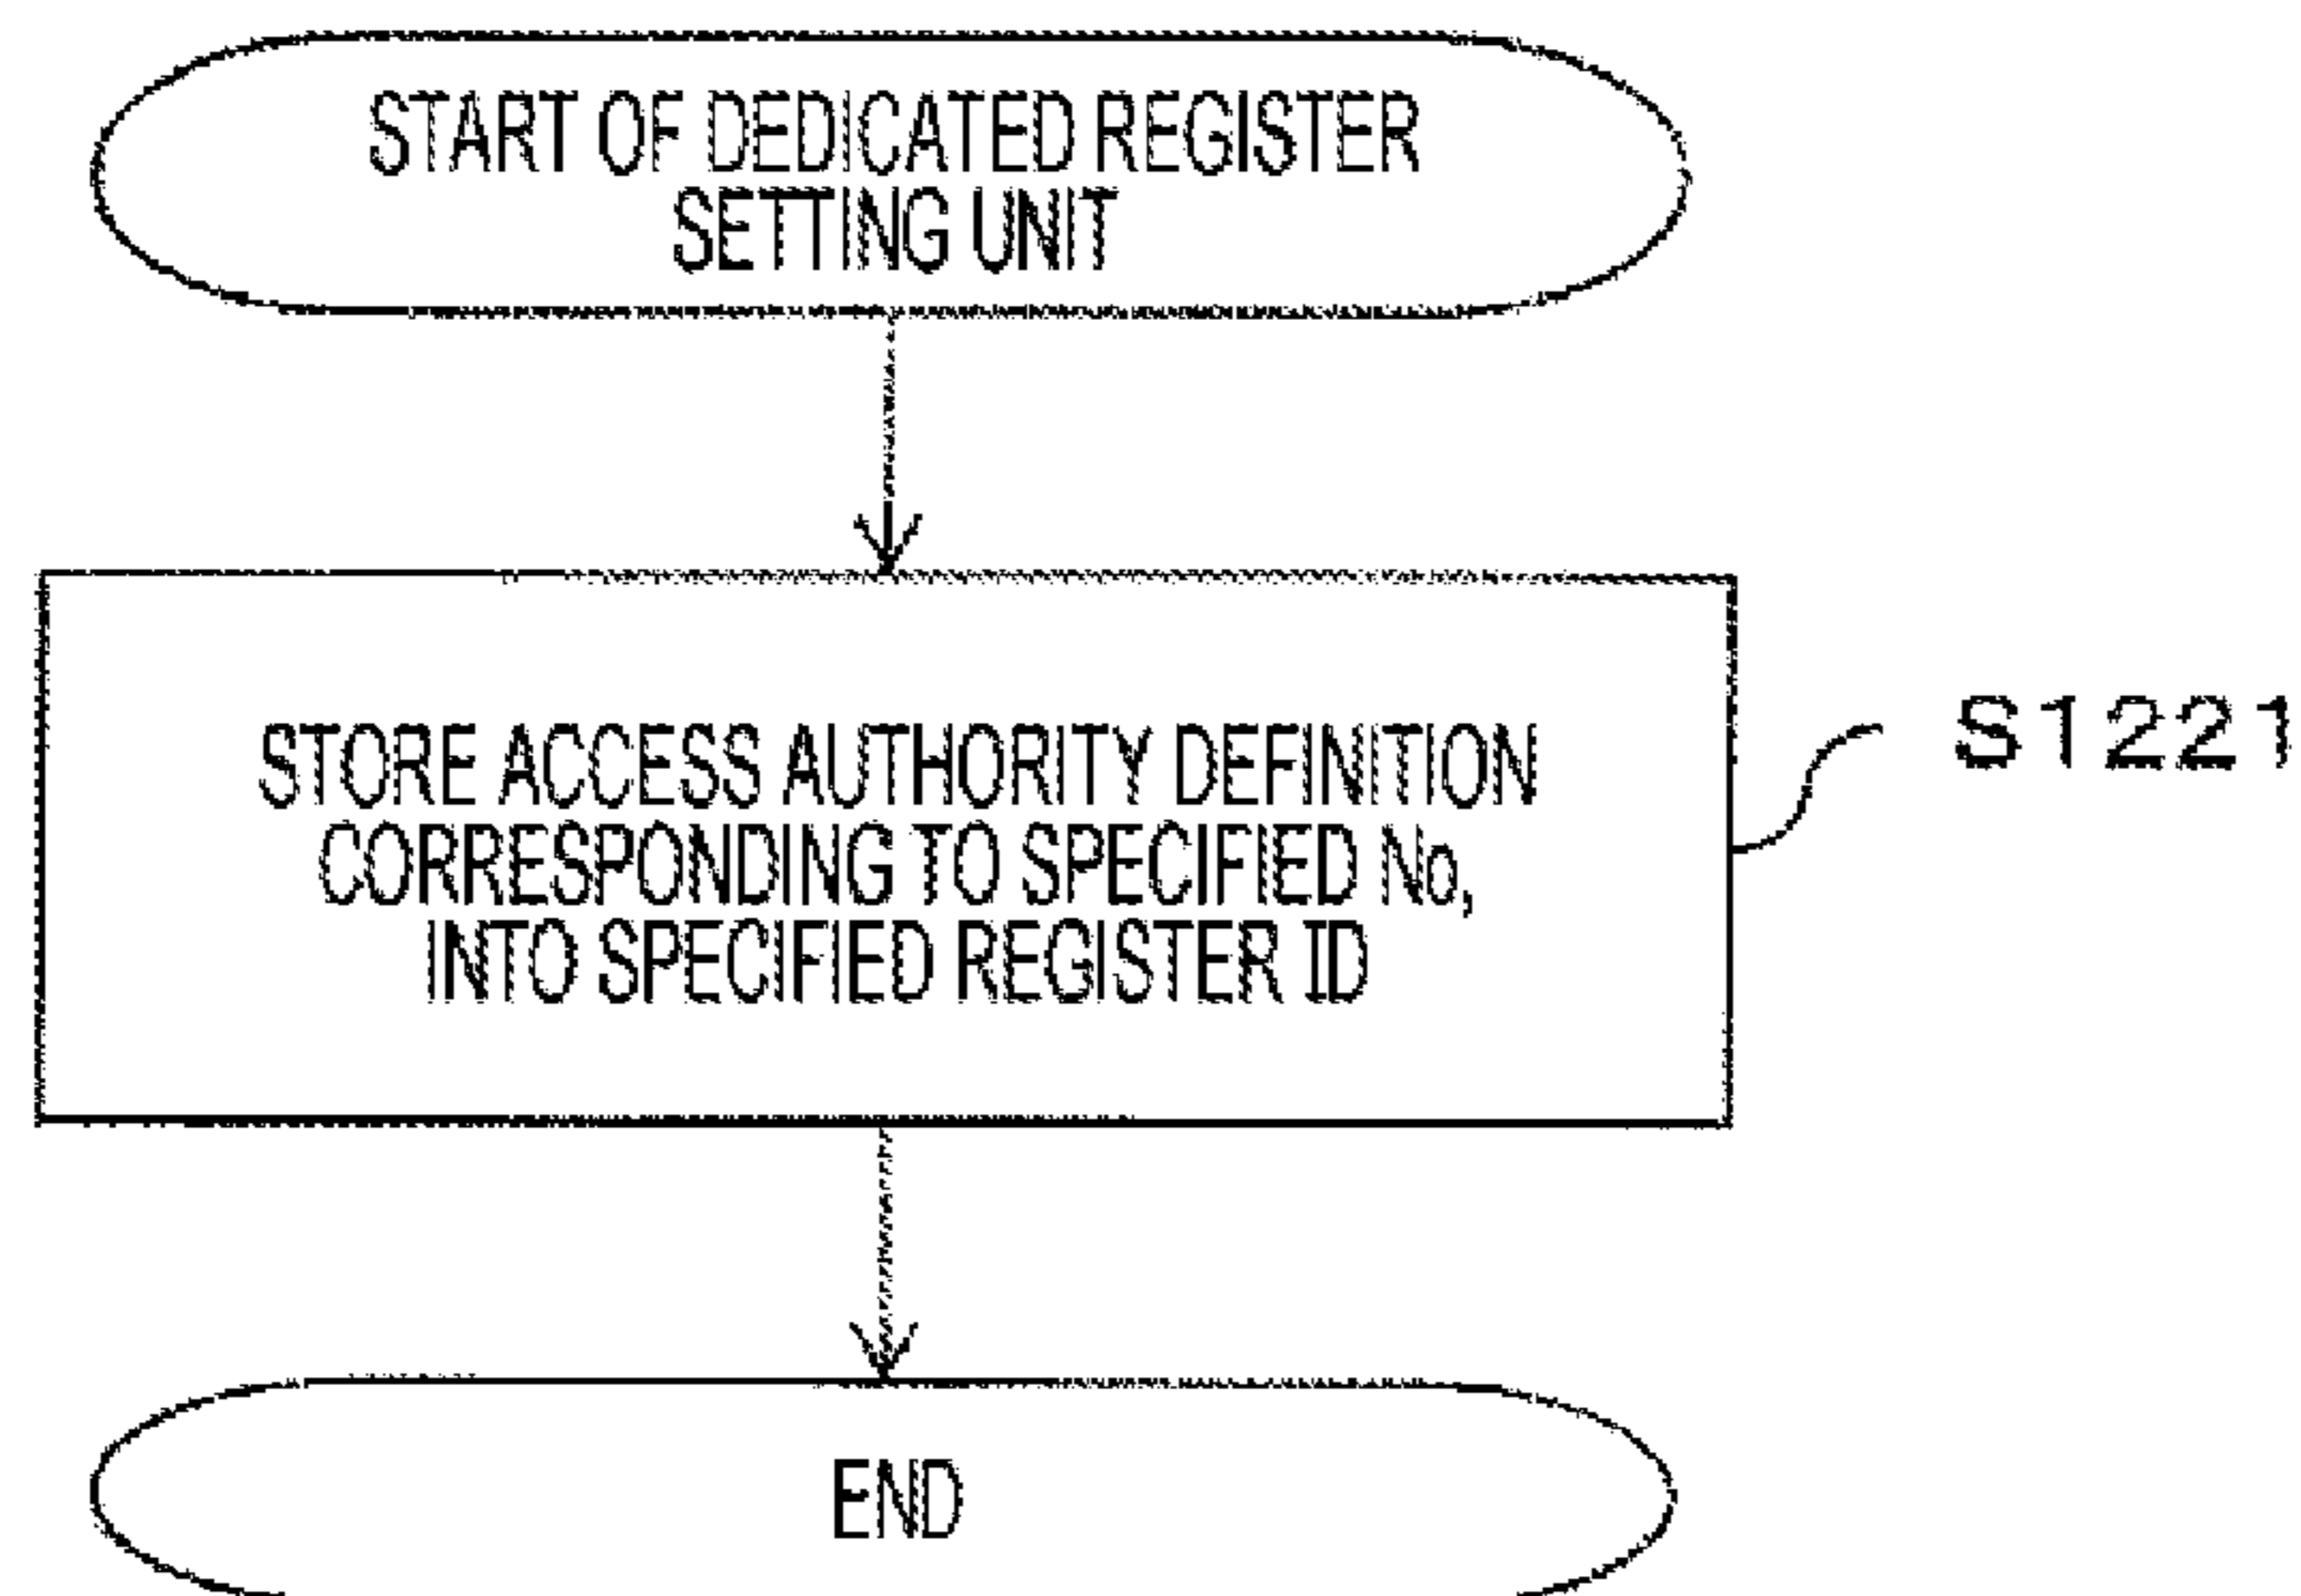 START OF DEDICATED REGISTER
SETTING UNIT
STORE ACCESS AUTHORITY DEFINITION
CORRESPONDING TO SPECIFIED No,
INTO SPECIFIED REGISTER ID
S1221
END